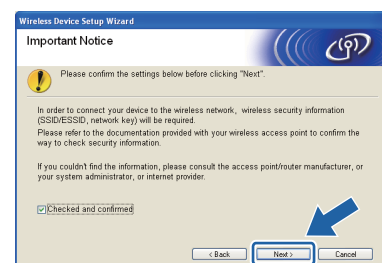 Wireless Device Setup Wizard
Important Notice
Please confirm the settings below before clicking "Next".
In order to connect your device to the wireless network, wireless security information
(SSID/ESSID, network key) will be required.
Please refer to the documentation provided with your wireless access point to confirm the
way to check security information.
If you couldn't find the information, please consult the access point/router manufacturer, or
your system administrator, or internet provider.
Checked and confirmed
< Back Next > Cancel